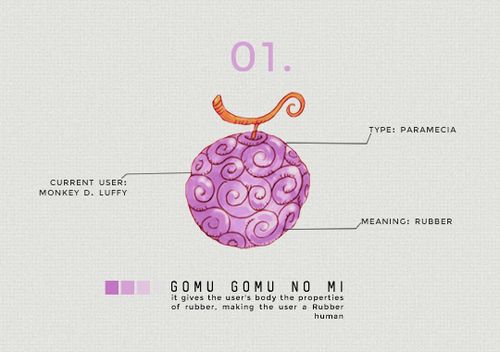 01.
TYPE: PARAMECIA
CURRENT USER:
MONKEY D. LUFFY
MEANING: RUBBER
GOMU GOMU NO MI
it gives the user's body the properties
of rubber, making the user a Rubber
human